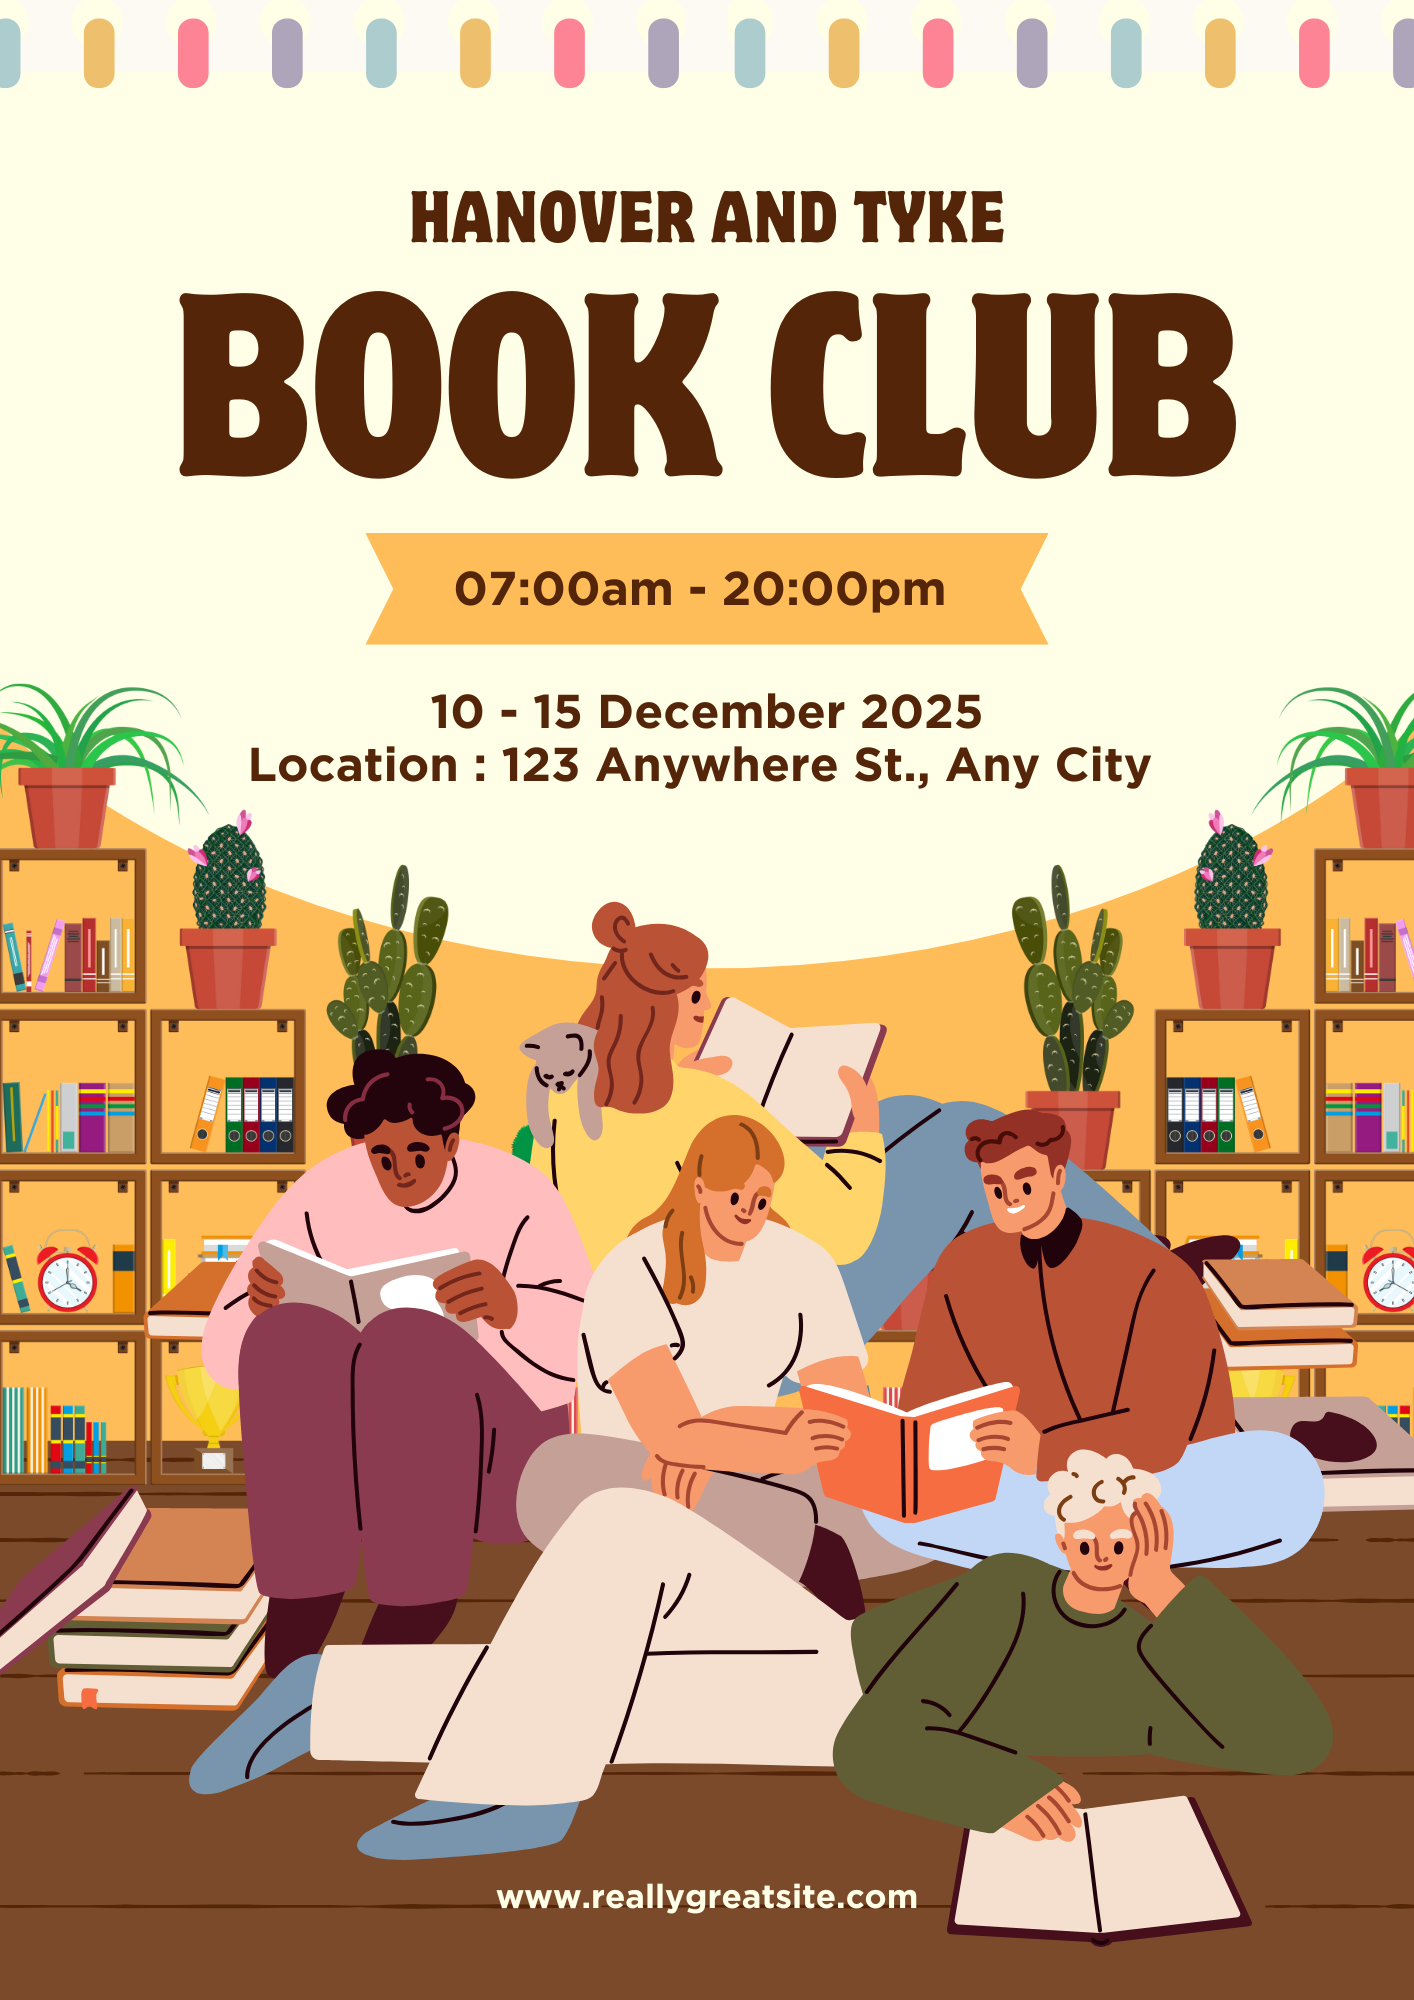 HANOVER AND TYKE
BOOK CLUB
07:00am - 20:00pm
10 - 15 December 2025
Location : 123 Anywhere St., Any City
www.reallygreatsite.com